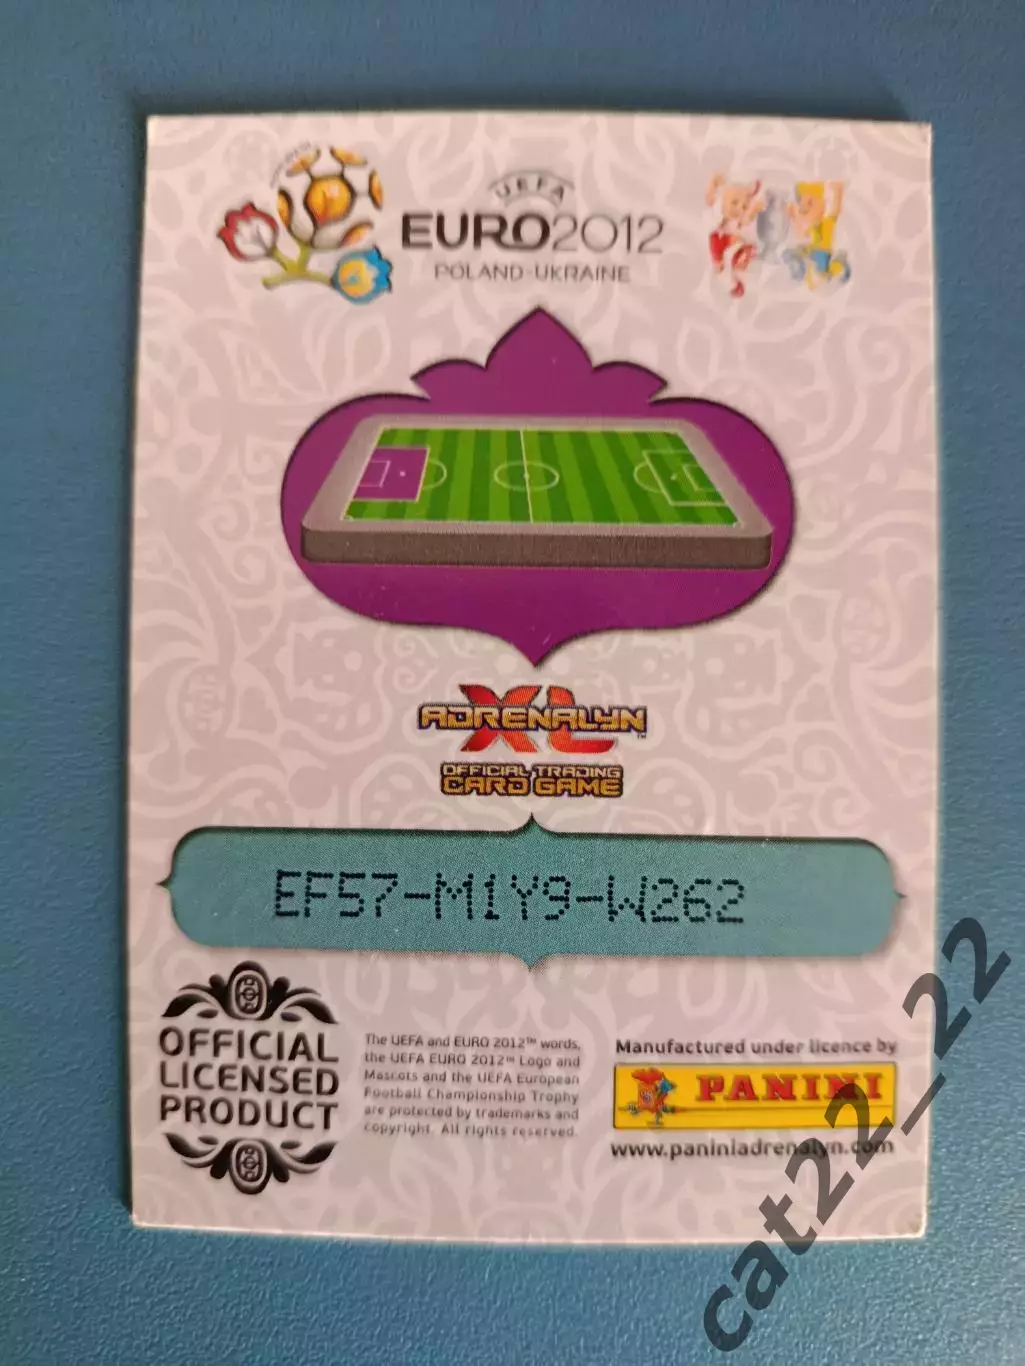 UEFA
EURO2012
POLAND-UKRAINE
ADRENALYN
XL™
OFFICIAL TRADING
CARD GAME
EF57-M1Y9-W262
OFFICIAL
LICENSED
PRODUCT
The UEFA and EURO 2012™ words,
the UEFA EURO 2012™ Logo and
Mascots and the UEFA European
Football Championship Trophy
are protected by trademarks and
copyright. All rights reserved.
Manufactured under licence by
PANINI
www.paniniadrenalyn.com
cat22_22